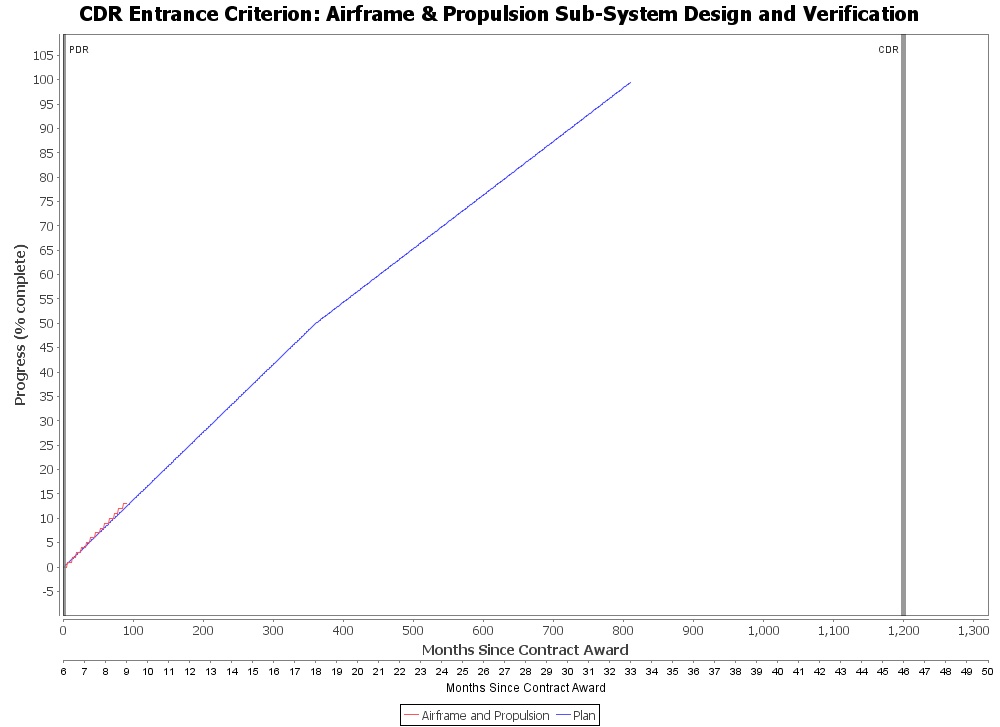 CDR Entrance Criterion: Airframe & Propulsion Sub-System Design and Verification
PDR
CDR
105
100
95
90
85
80
75
70
65
60
55
50
45
40
35
30
25
20
15
10
5
0
-5
Progress (% complete)
0 100 200 300 400 500 600 700 800 900 1,000 1,100 1,200 1,300
Months Since Contract Award
6 7 8 9 10 11 12 13 14 15 16 17 18 19 20 21 22 23 24 25 26 27 28 29 30 31 32 33 34 35 36 37 38 39 40 41 42 43 44 45 46 47 48 49 50
Months Since Contract Award
Airframe and Propulsion Plan